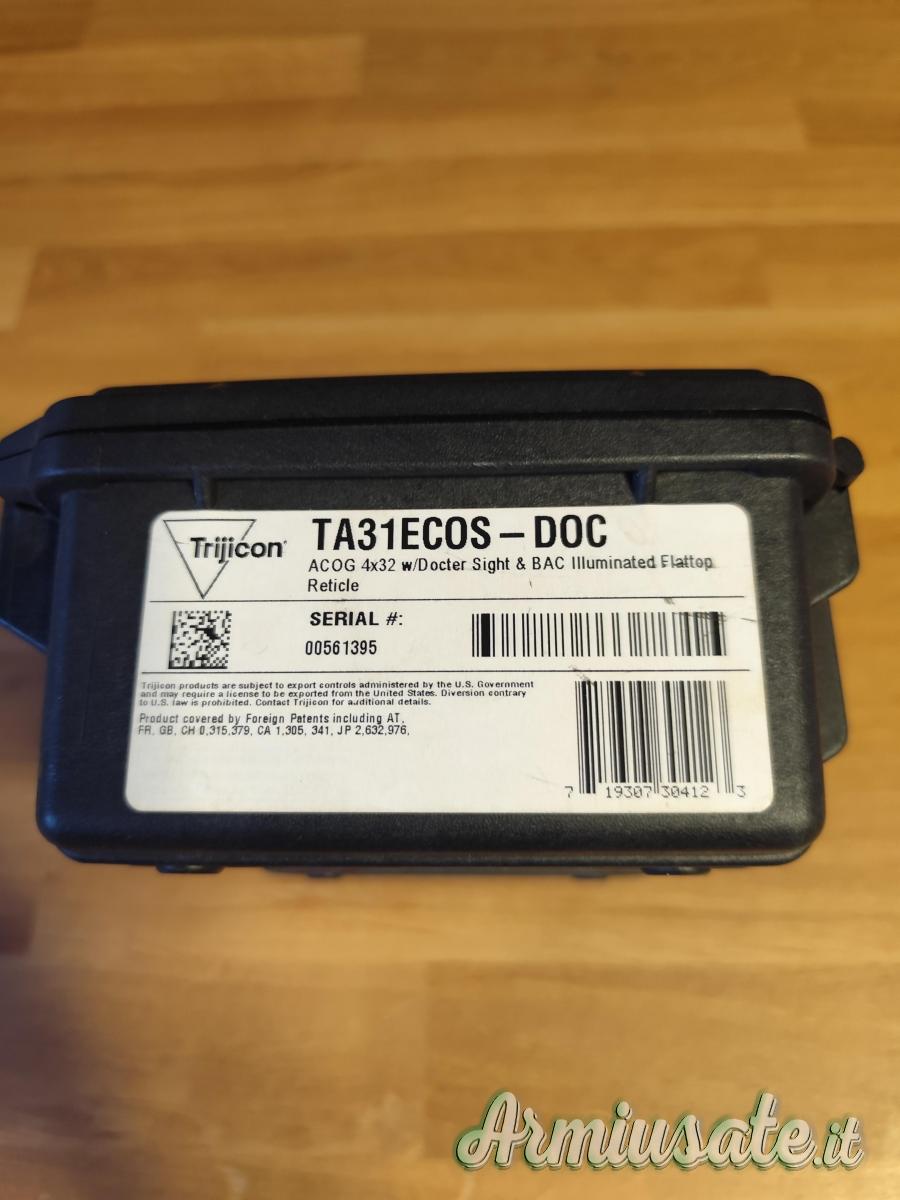 Trijicon®
TA31ECOS – DOC
ACOG 4x32 w/Docter Sight & BAC Illuminated Flattop
Reticle
SERIAL #:
00561395
Trijicon products are subject to export controls administered by the U.S. Government
and may require a license to be exported from the United States. Diversion contrary
to U.S. law is prohibited. Contact Trijicon for additional details.
Product covered by Foreign Patents including AT,
FR, GB, CH 0,315,379, CA 1,305, 341, JP 2,632,976,
7 19307 30412 3
Armiusate.it